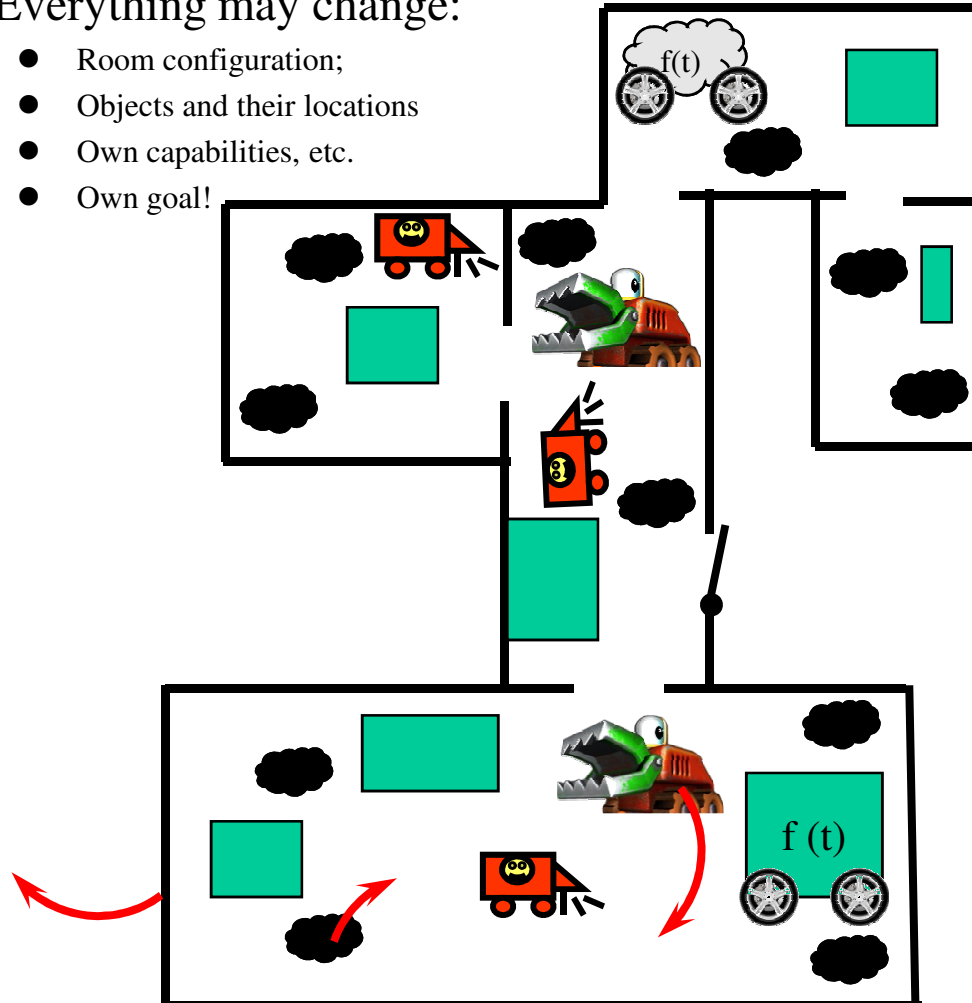 Everything may change:
● Room configuration;
● Objects and their locations
● Own capabilities, etc.
● Own goal!
f(t)
f (t)